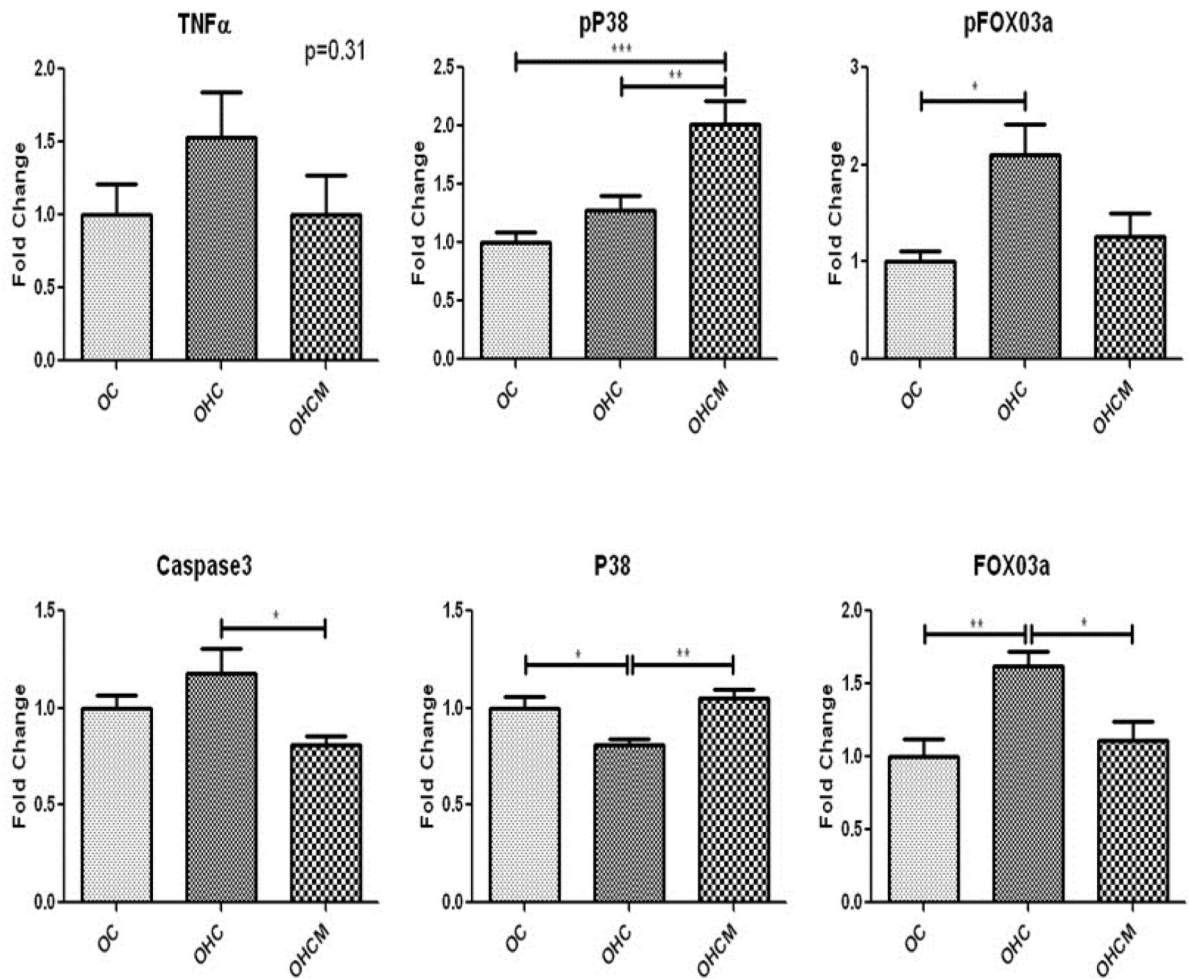 TNFα
p=0.31
Fold Change
2.0
1.5
1.0
0.5
0.0
OC
OHC
OHCM
pP38
***
**
Fold Change
2.5
2.0
1.5
1.0
0.5
0.0
OC
OHC
OHCM
pFOX03a
*
Fold Change
3
2
1
0
OC
OHC
OHCM
Caspase3
*
Fold Change
1.5
1.0
0.5
0.0
OC
OHC
OHCM
P38
* **
Fold Change
1.5
1.0
0.5
0.0
OC
OHC
OHCM
FOX03a
** *
Fold Change
2.0
1.5
1.0
0.5
0.0
OC
OHC
OHCM